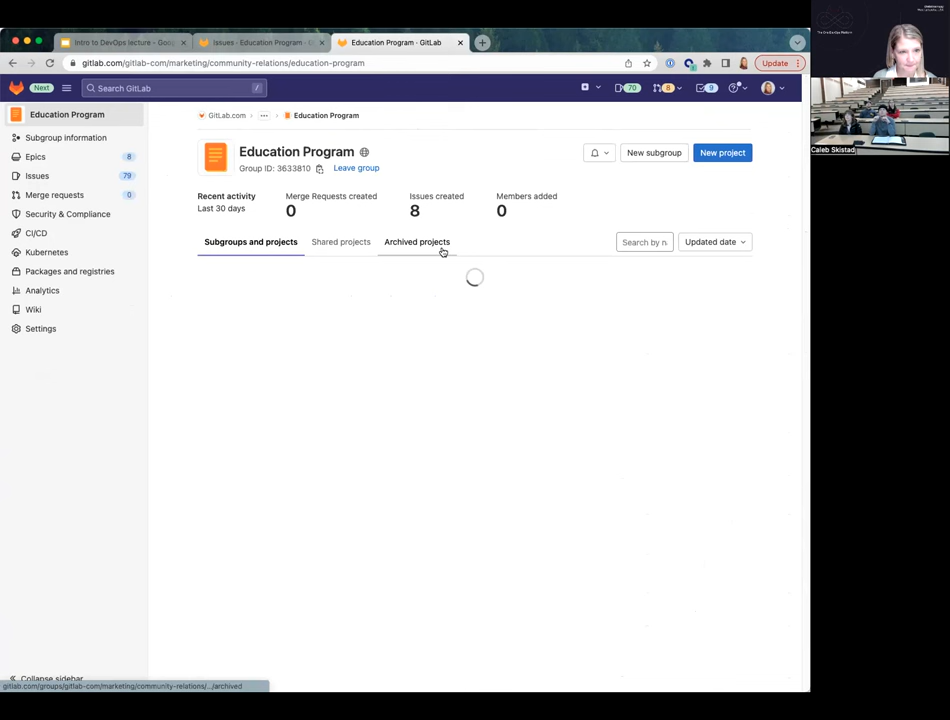 Intro to DevOps lecture - Goo
Issues · Education Program ·
Education Program · GitLab
gitlab.com/gitlab-com/marketing/community-relations/education-program
Update
Next
Search GitLab
/
70
8
9
Education Program
Subgroup information
Epics 8
Issues 79
Merge requests 0
Security & Compliance
CI/CD
Kubernetes
Packages and registries
Analytics
Wiki
Settings
Collapse sidebar
GitLab.com > ... > Education Program
Education Program
Group ID: 3633810
Leave group
New subgroup
New project
Recent activity
Last 30 days
Merge Requests created
0
Issues created
8
Members added
0
Subgroups and projects
Shared projects
Archived projects
Search by n
Updated date
gitlab.com/groups/gitlab-com/marketing/community-relations/.../archived
Caleb Skistad